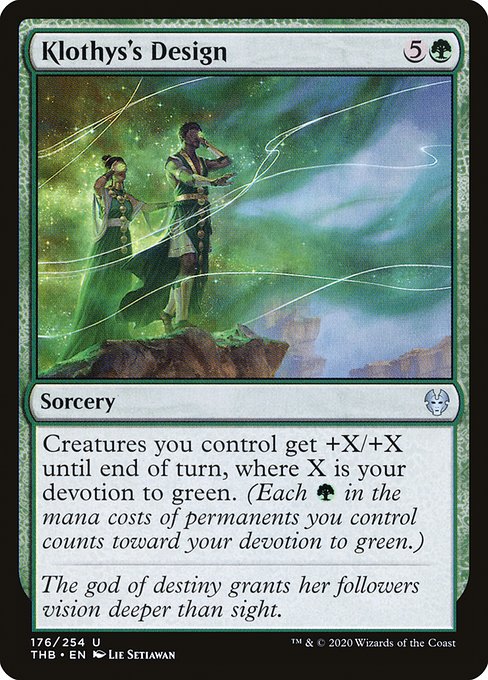 Klothys's Design 5
Sorcery
Creatures you control get +X/+X
until end of turn, where X is your
devotion to green. (Each in the
mana costs of permanents you control
counts toward your devotion to green.)
The god of destiny grants her followers
vision deeper than sight.
176/254 U
THB • EN Lie Setiawan
™ & © 2020 Wizards of the Coast